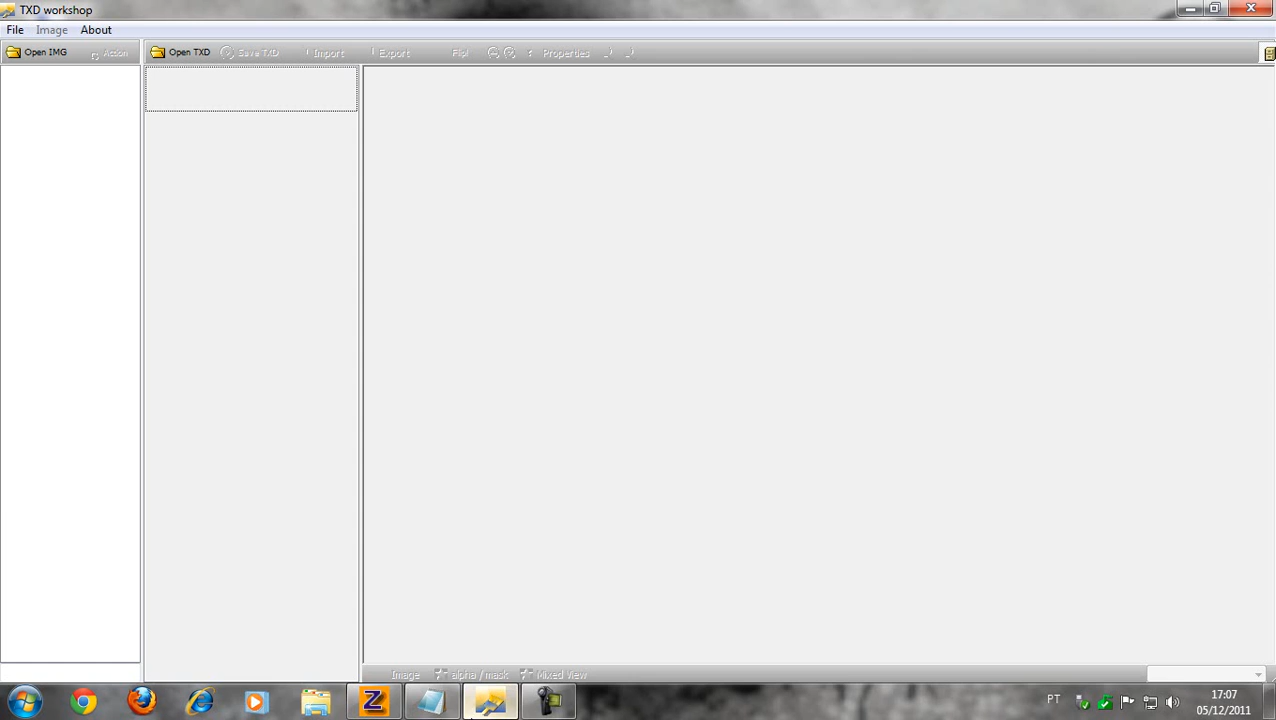 TXD workshop
File Image About
Open IMG Action Open TXD Save TXD Import Export Flip! Properties
Image alpha / mask Mixed View
PT 17:07
05/12/2011